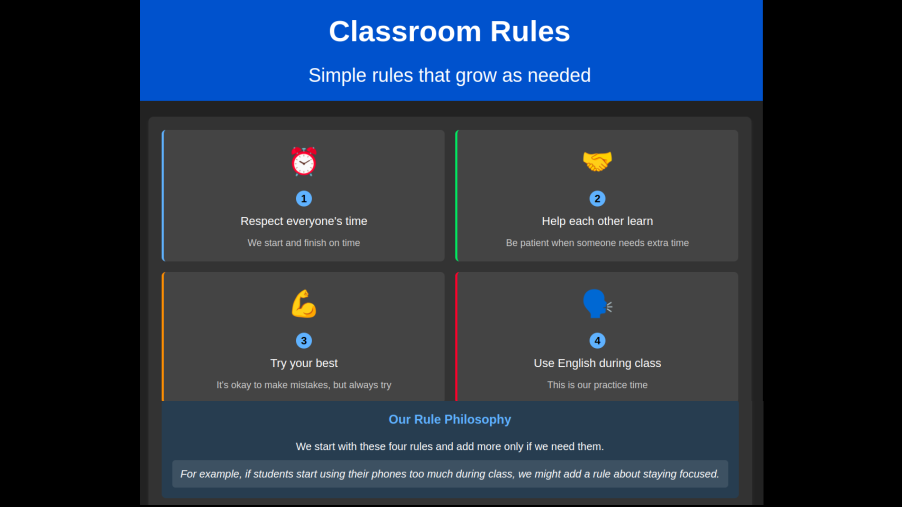 Classroom Rules
Simple rules that grow as needed
1
Respect everyone's time
We start and finish on time
2
Help each other learn
Be patient when someone needs extra time
3
Try your best
It's okay to make mistakes, but always try
4
Use English during class
This is our practice time
Our Rule Philosophy
We start with these four rules and add more only if we need them.
For example, if students start using their phones too much during class, we might add a rule about staying focused.